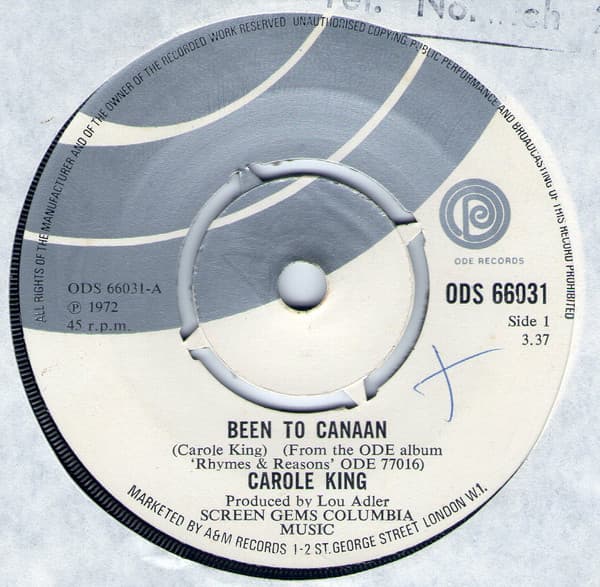 Tel. No.
ALL RIGHTS OF THE MANUFACTURER AND OF THE OWNER OF THE RECORDED WORK RESERVED UNAUTHORISED COPYING, PUBLIC PERFORMANCE AND BROADCASTING OF THIS RECORD PROHIBITED
ODE RECORDS
ODS 66031-A
℗ 1972
45 r.p.m.
ODS 66031
Side 1
3.37
BEEN TO CANAAN
(Carole King) (From the ODE album
'Rhymes & Reasons' ODE 77016)
CAROLE KING
Produced by Lou Adler
SCREEN GEMS COLUMBIA
MUSIC
MARKETED BY A&M RECORDS 1-2 ST. GEORGE STREET LONDON W.1.